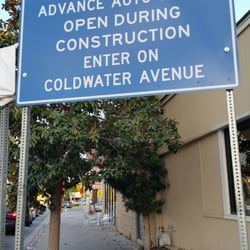 ADVANCE AUTO
OPEN DURING
CONSTRUCTION
ENTER ON
COLDWATER AVENUE